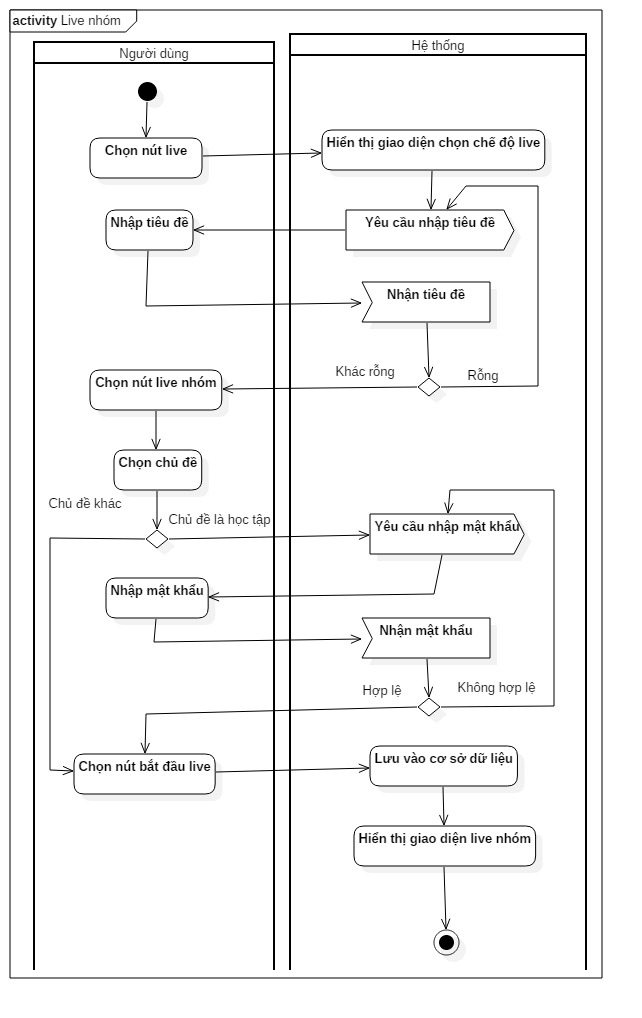 activity Live nhóm
Người dùng
Hệ thống
Chọn nút live
Hiển thị giao diện chọn chế độ live
Nhập tiêu đề
Yêu cầu nhập tiêu đề
Nhận tiêu đề
Khác rỗng
Rỗng
Chọn nút live nhóm
Chọn chủ đề
Chủ đề khác
Chủ đề là học tập
Yêu cầu nhập mật khẩu
Nhập mật khẩu
Nhận mật khẩu
Hợp lệ
Không hợp lệ
Chọn nút bắt đầu live
Lưu vào cơ sở dữ liệu
Hiển thị giao diện live nhóm